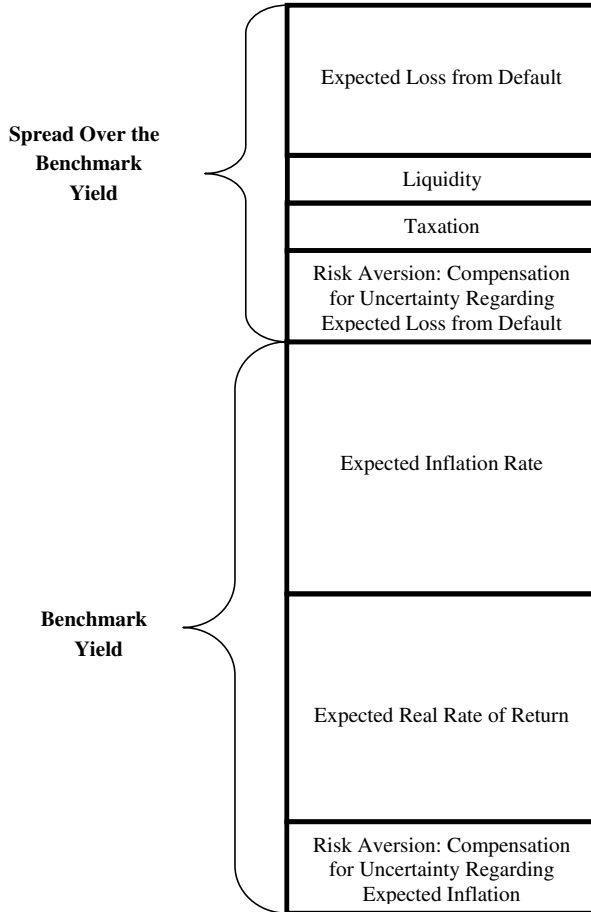 Expected Loss from Default
Spread Over the
Benchmark
Yield
Liquidity
Taxation
Risk Aversion: Compensation
for Uncertainty Regarding
Expected Loss from Default
Expected Inflation Rate
Benchmark
Yield
Expected Real Rate of Return
Risk Aversion: Compensation
for Uncertainty Regarding
Expected Inflation